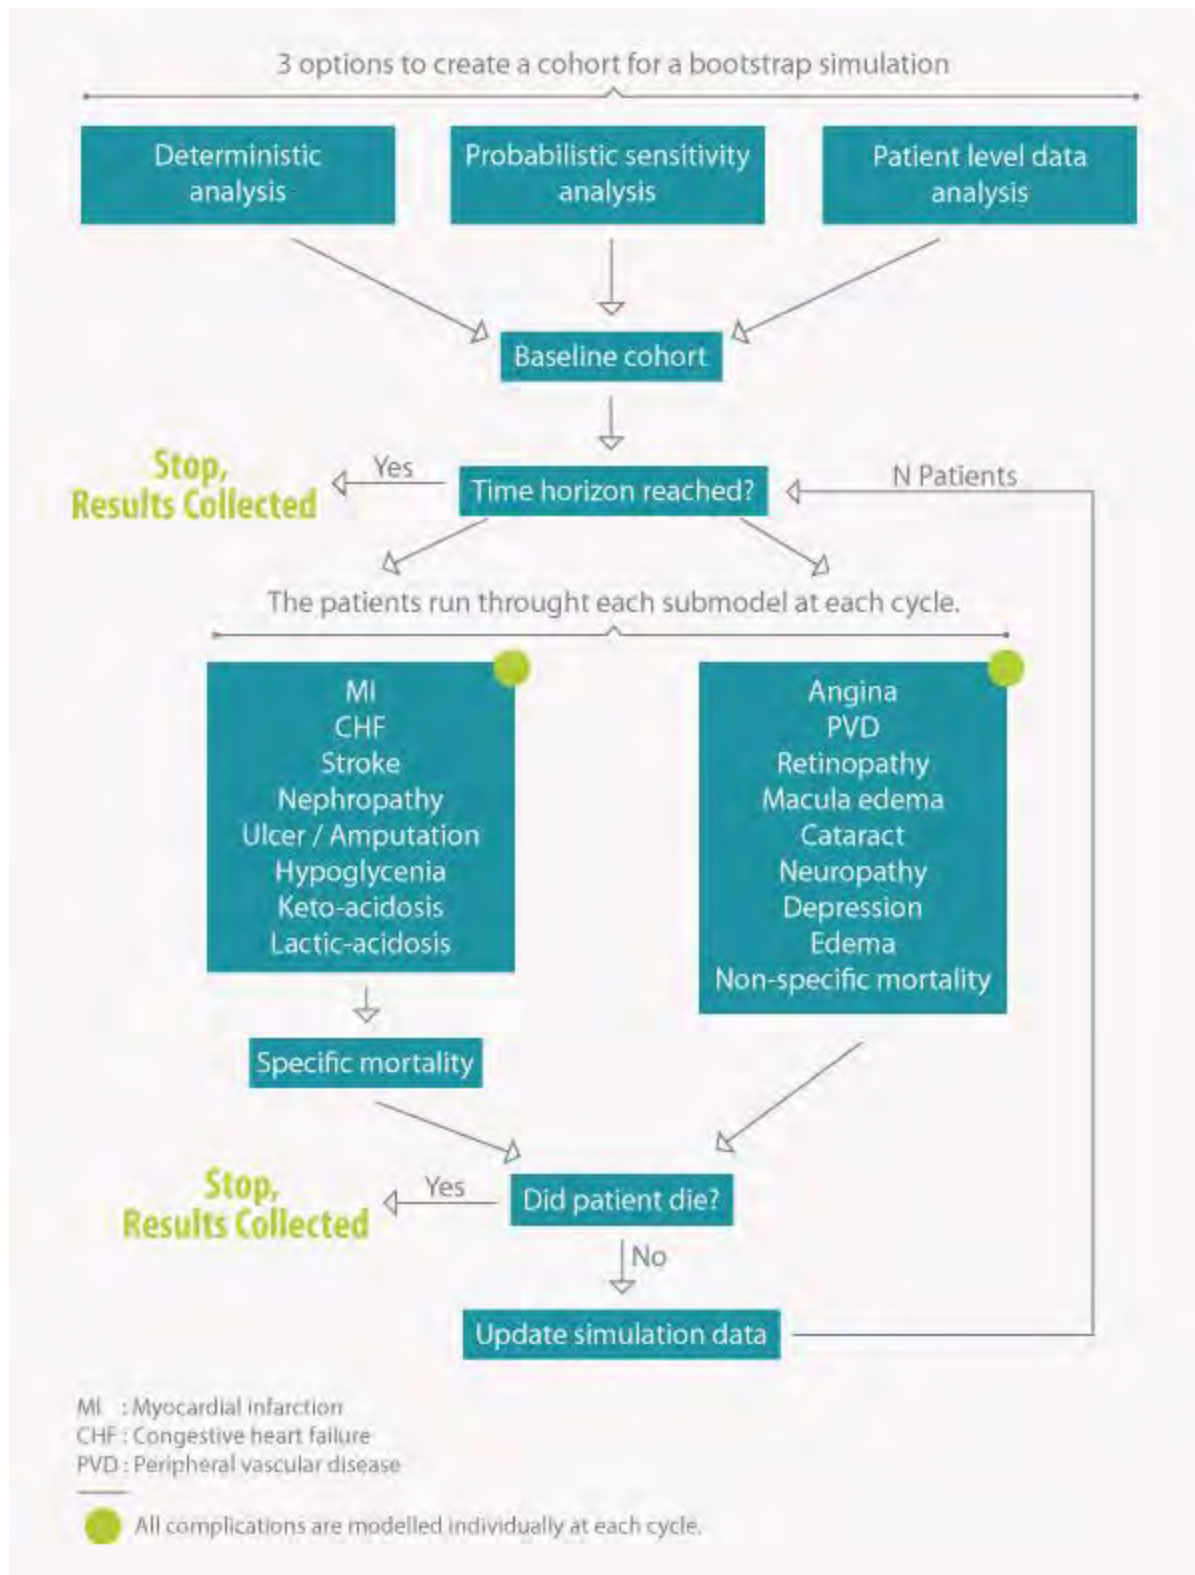 3 options to create a cohort for a bootstrap simulation
Deterministic
analysis
Probabilistic sensitivity
analysis
Patient level data
analysis
Baseline cohort
Stop,
Results Collected
Yes
Time horizon reached?
N Patients
The patients run throught each submodel at each cycle.
MI
CHF
Stroke
Nephropathy
Ulcer / Amputation
Hypoglycenia
Keto-acidosis
Lactic-acidosis
Angina
PVD
Retinopathy
Macula edema
Cataract
Neuropathy
Depression
Edema
Non-specific mortality
Specific mortality
Stop,
Results Collected
Yes
Did patient die?
No
Update simulation data
MI : Myocardial infarction
CHF : Congestive heart failure
PVD : Peripheral vascular disease
All complications are modelled individually at each cycle.